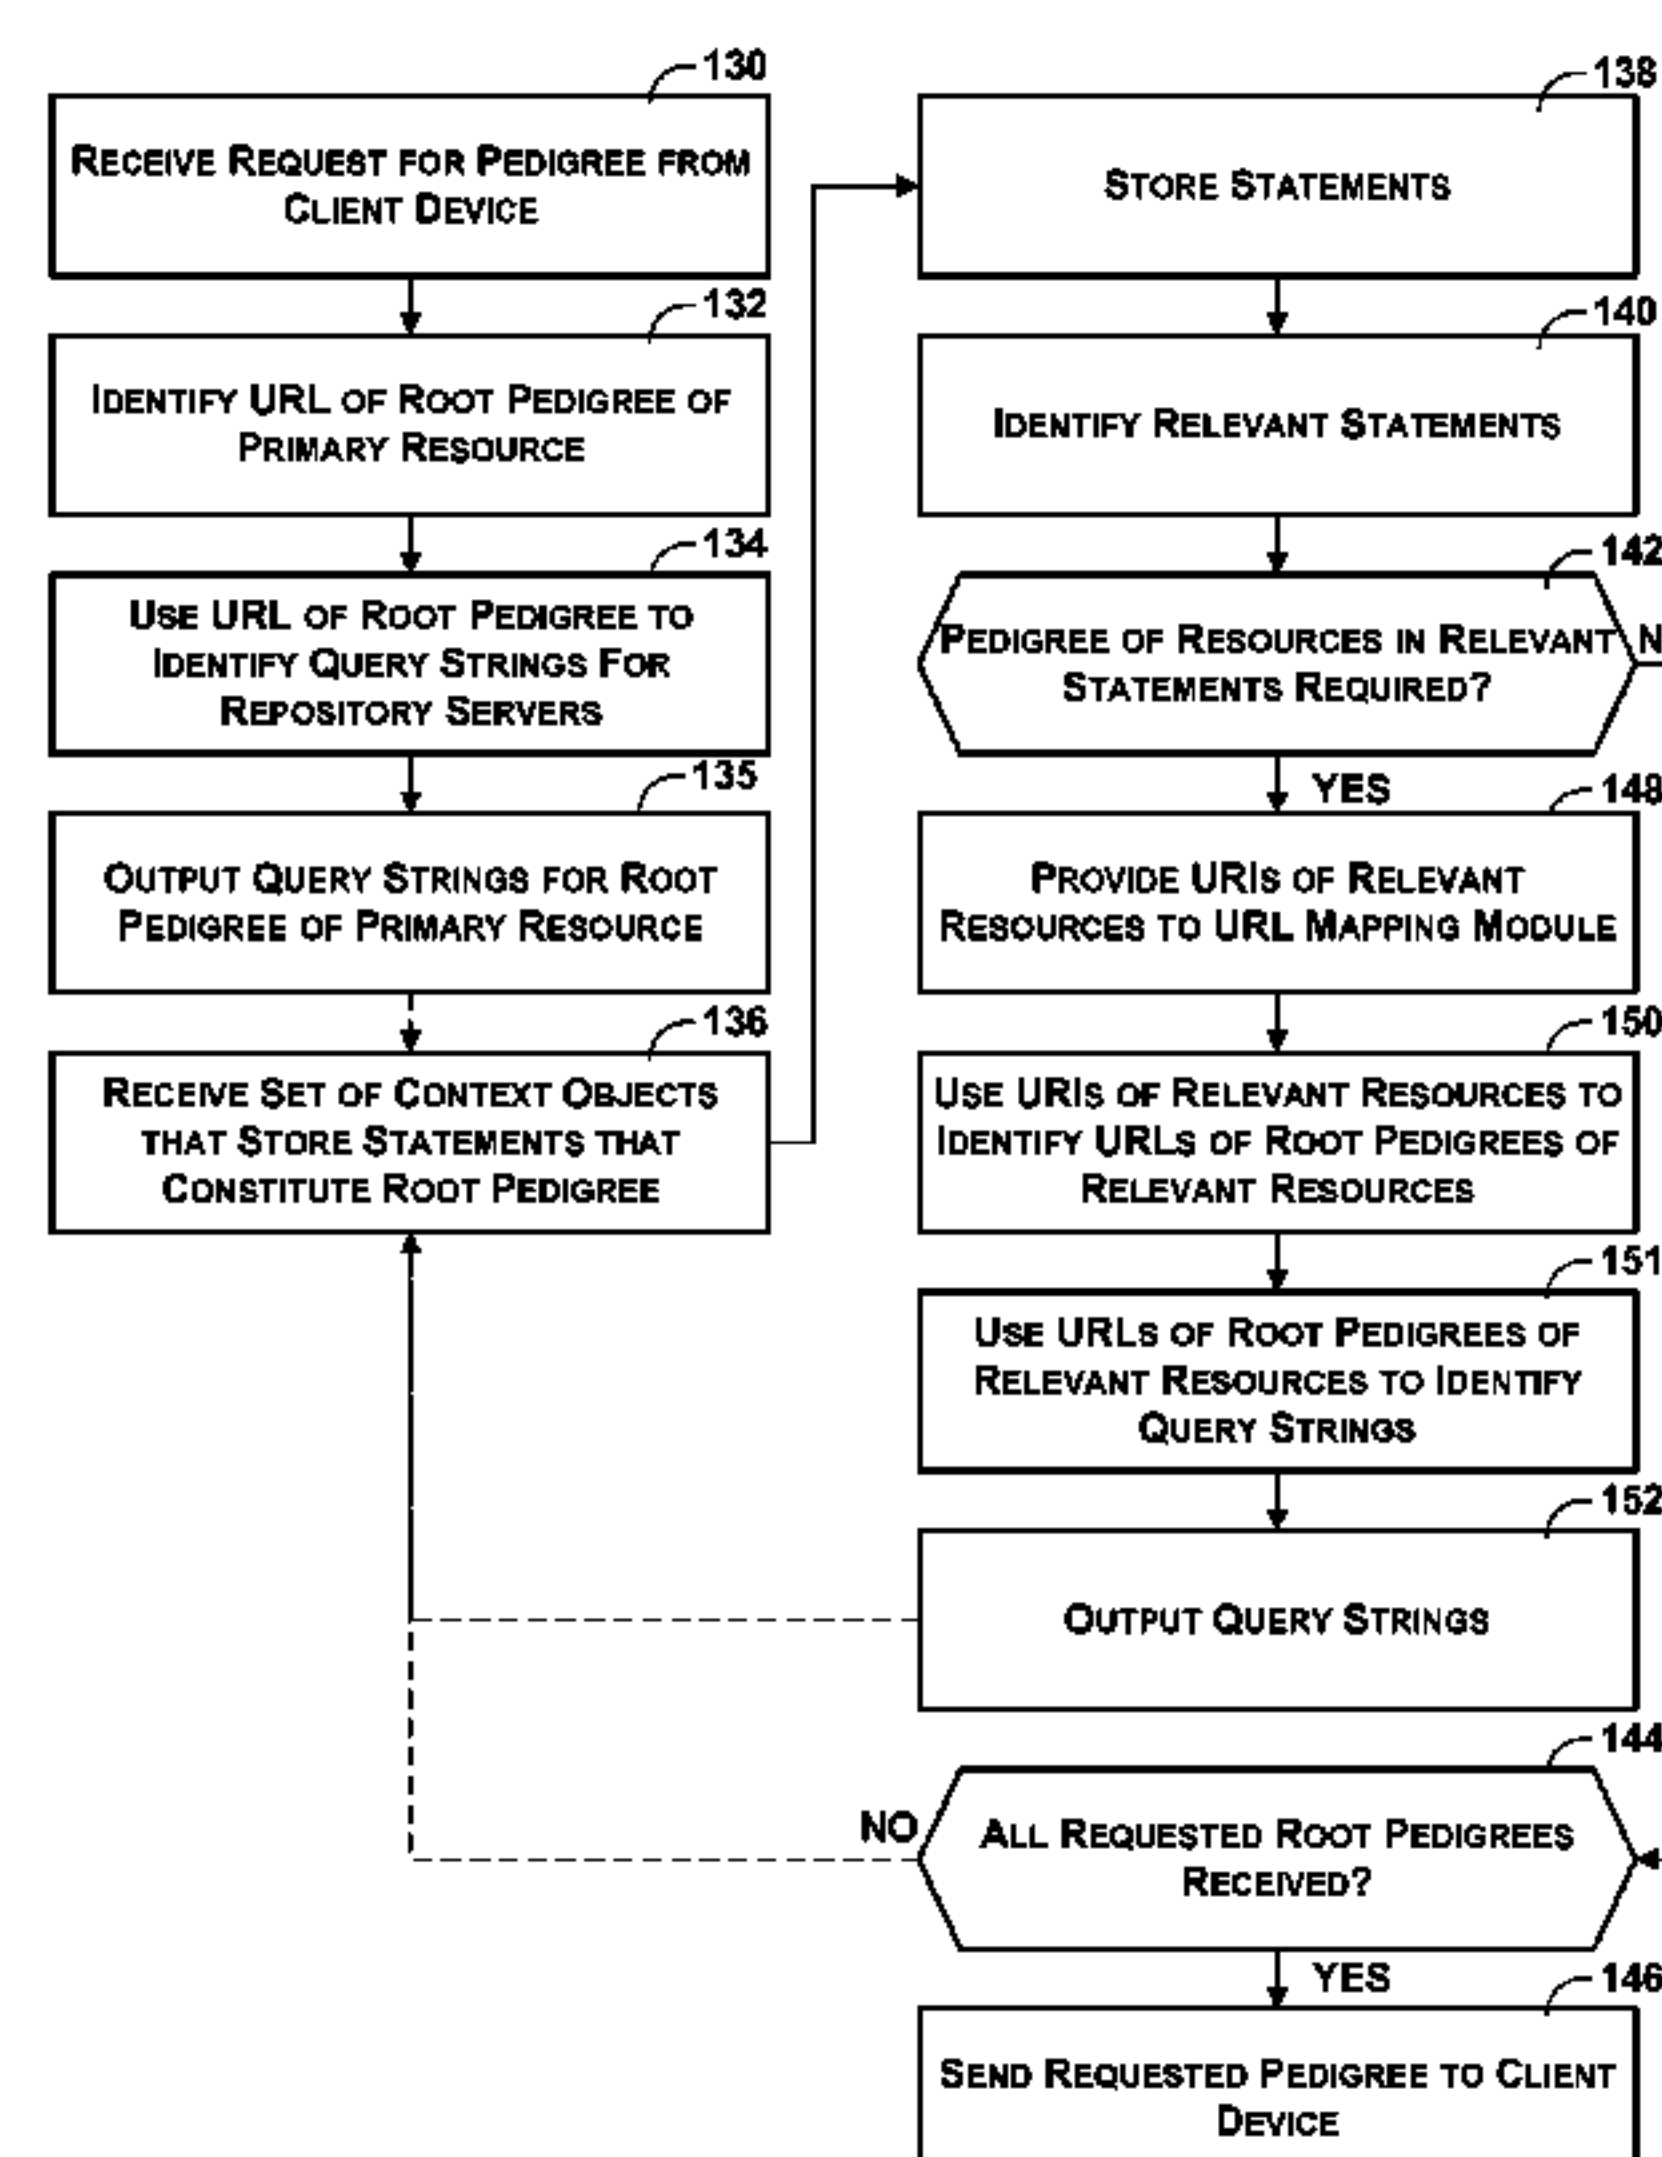 130
RECEIVE REQUEST FOR PEDIGREE FROM
CLIENT DEVICE
132
IDENTIFY URL OF ROOT PEDIGREE OF
PRIMARY RESOURCE
134
USE URL OF ROOT PEDIGREE TO
IDENTIFY QUERY STRINGS FOR
REPOSITORY SERVERS
135
OUTPUT QUERY STRINGS FOR ROOT
PEDIGREE OF PRIMARY RESOURCE
136
RECEIVE SET OF CONTEXT OBJECTS
THAT STORE STATEMENTS THAT
CONSTITUTE ROOT PEDIGREE
138
STORE STATEMENTS
140
IDENTIFY RELEVANT STATEMENTS
142
PEDIGREE OF RESOURCES IN RELEVANT
STATEMENTS REQUIRED?
N
YES
148
PROVIDE URIS OF RELEVANT
RESOURCES TO URL MAPPING MODULE
150
USE URIS OF RELEVANT RESOURCES TO
IDENTIFY URLS OF ROOT PEDIGREES OF
RELEVANT RESOURCES
151
USE URLS OF ROOT PEDIGREES OF
RELEVANT RESOURCES TO IDENTIFY
QUERY STRINGS
152
OUTPUT QUERY STRINGS
144
NO
ALL REQUESTED ROOT PEDIGREES
RECEIVED?
YES
146
SEND REQUESTED PEDIGREE TO CLIENT
DEVICE